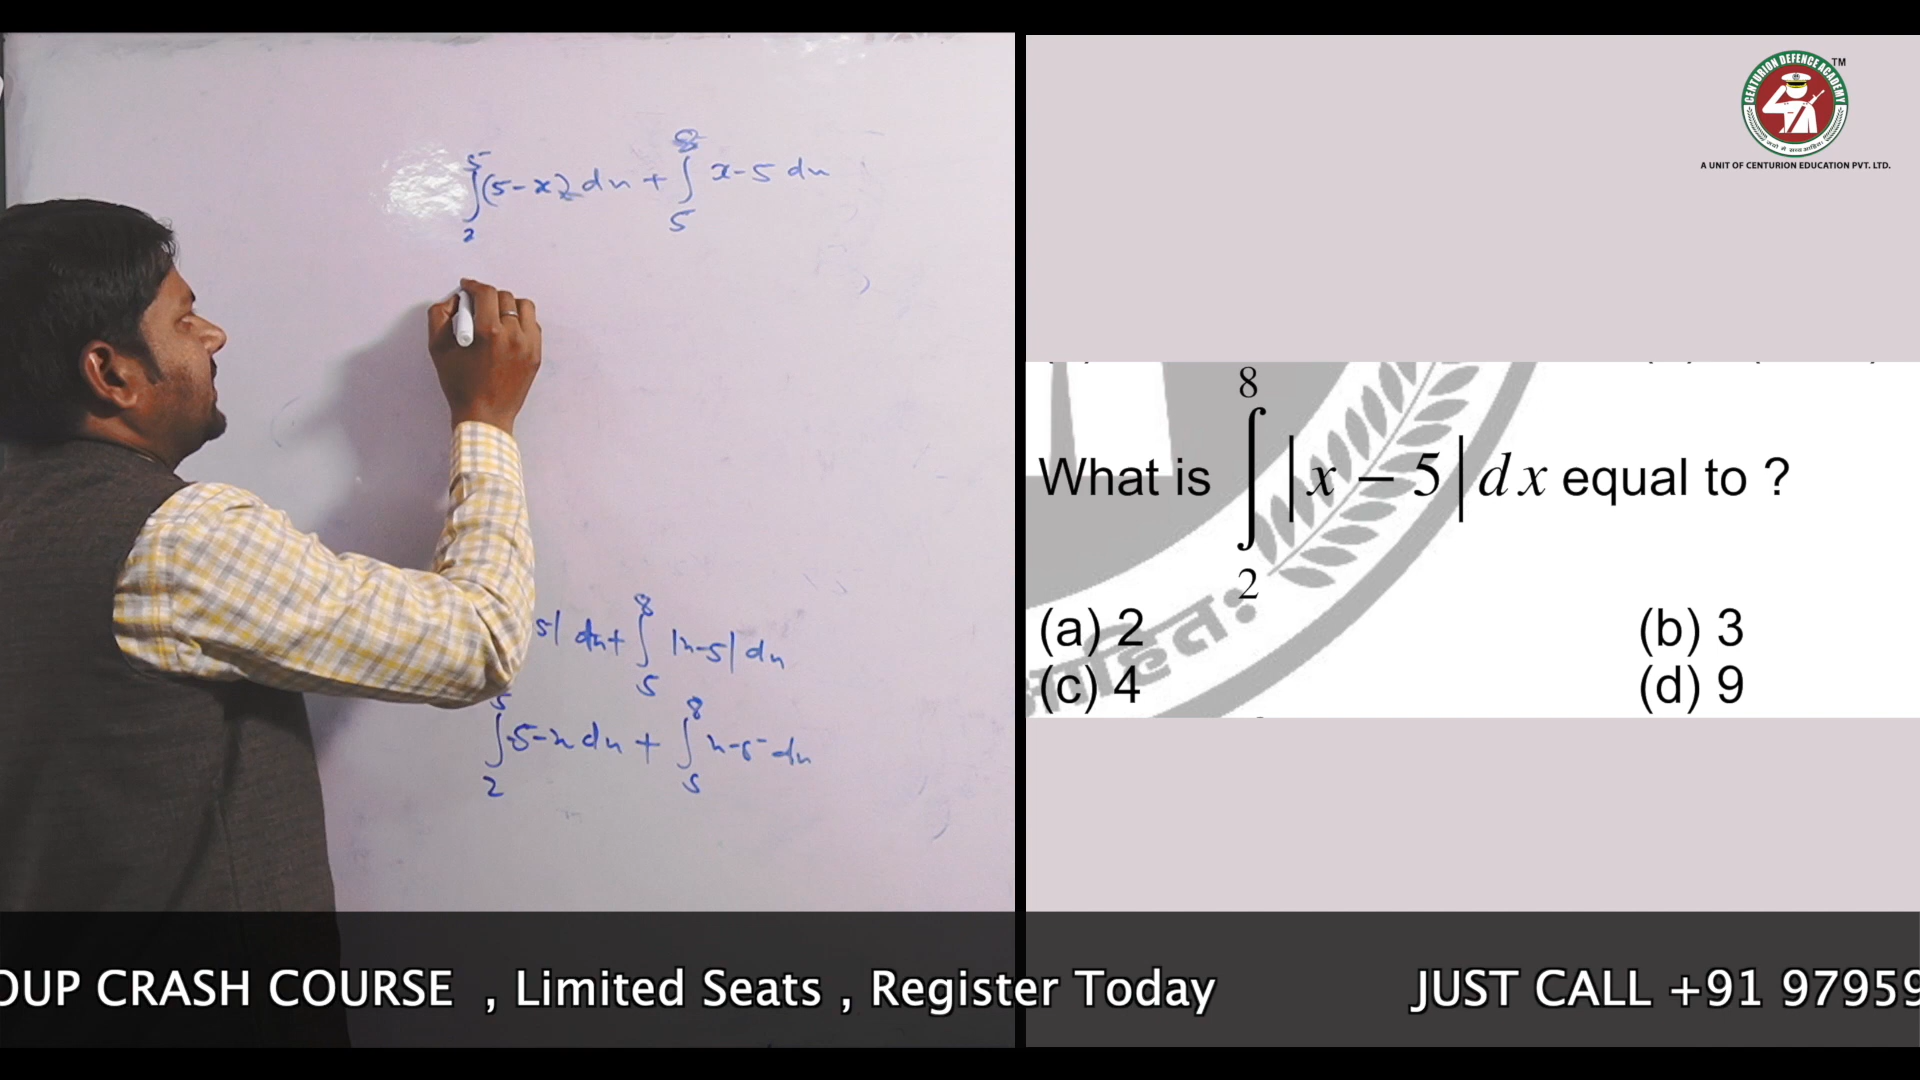 ∫₂⁵ (5-x) dx + ∫₅⁸ x-5 dx
5| dx + ∫₅⁸ |x-5| dx
∫₂⁵ 5-x dx + ∫₅⁸ x-5 dx
CENTURION DEFENCE ACADEMY
TM
A UNIT OF CENTURION EDUCATION PVT. LTD.
What is ∫₂⁸ |x - 5| dx equal to ?
(a) 2 (b) 3
(c) 4 (d) 9
OUP CRASH COURSE , Limited Seats , Register Today JUST CALL +91 97959